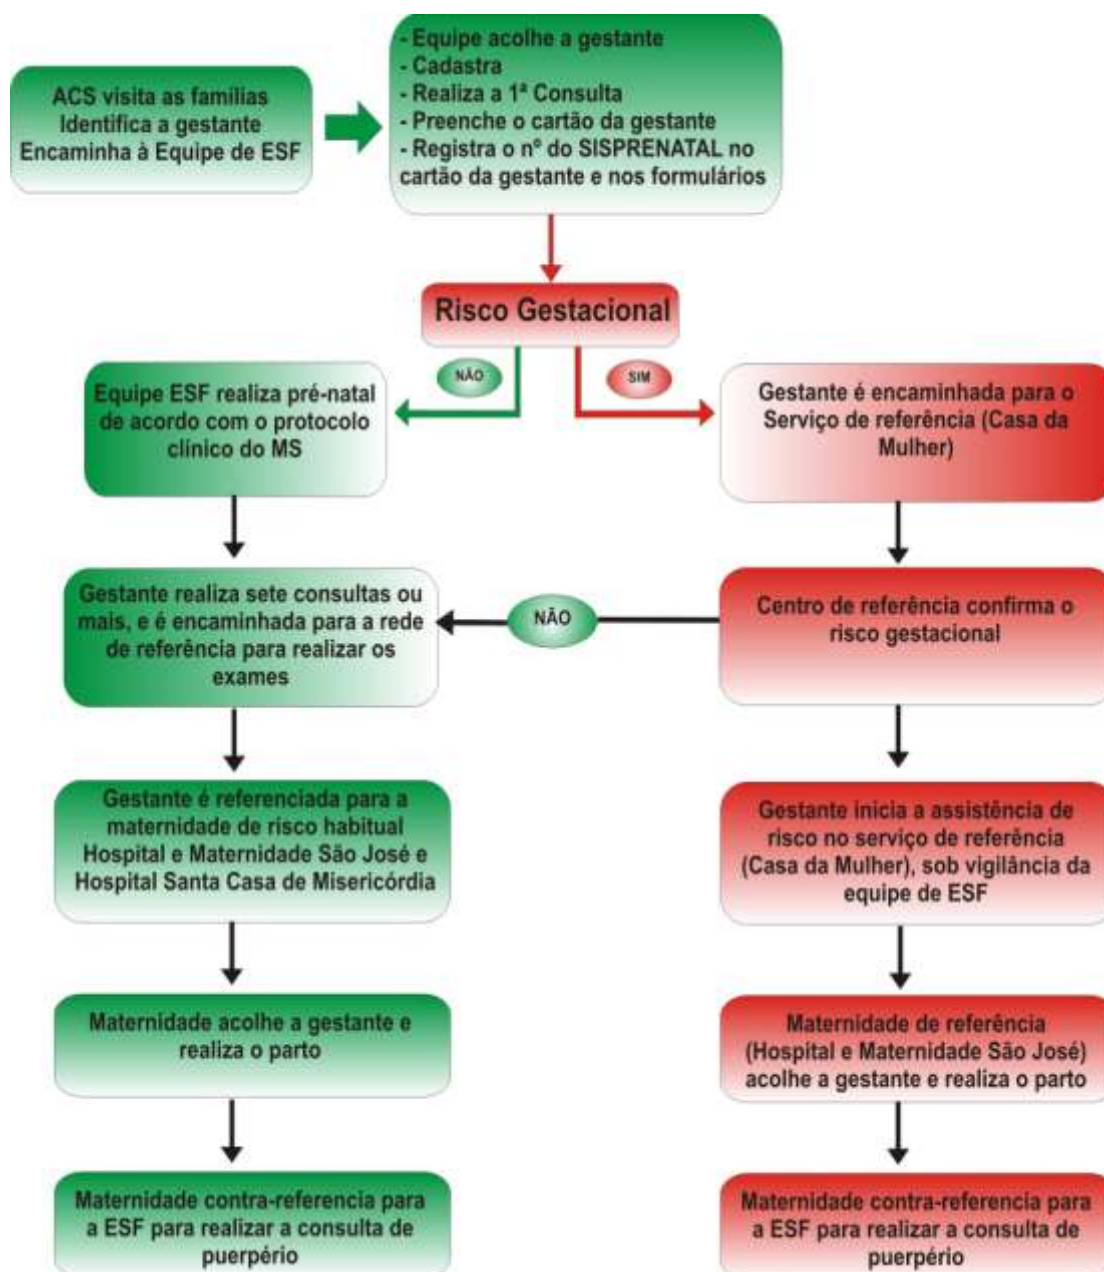 ACS visita as famílias
Identifica a gestante
Encaminha à Equipe de ESF
- Equipe acolhe a gestante
- Cadastra
- Realiza a 1ª Consulta
- Preenche o cartão da gestante
- Registra o nº do SISPRENATAL no
cartão da gestante e nos formulários
Risco Gestacional
NÃO
SIM
Equipe ESF realiza pré-natal
de acordo com o protocolo
clínico do MS
Gestante é encaminhada para o
Serviço de referência (Casa da
Mulher)
Gestante realiza sete consultas ou
mais, e é encaminhada para a rede
de referência para realizar os
exames
NÃO
Centro de referência confirma o
risco gestacional
Gestante é referenciada para a
maternidade de risco habitual
Hospital e Maternidade São José e
Hospital Santa Casa de Misericórdia
Gestante inicia a assistência de
risco no serviço de referência
(Casa da Mulher), sob vigilância da
equipe de ESF
Maternidade acolhe a gestante e
realiza o parto
Maternidade de referência
(Hospital e Maternidade São José)
acolhe a gestante e realiza o parto
Maternidade contra-referencia para
a ESF para realizar a consulta de
puerpério
Maternidade contra-referencia para
a ESF para realizar a consulta de
puerpério